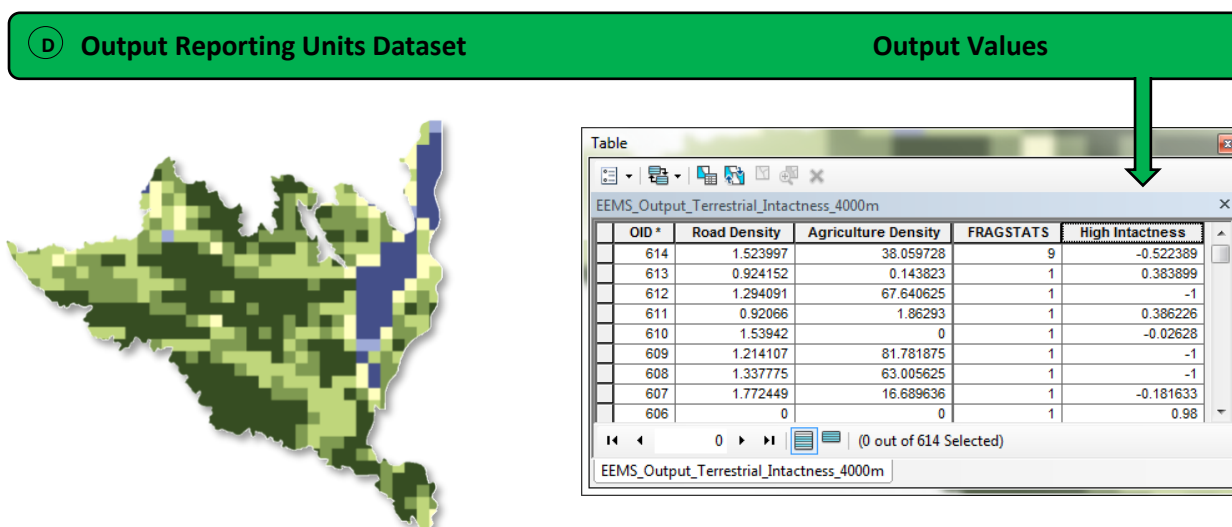 D Output Reporting Units Dataset Output Values
Table
EEMS_Output_Terrestrial_Intactness_4000m
OID * Road Density Agriculture Density FRAGSTATS High Intactness
614 1.523997 38.059728 9 -0.522389
613 0.924152 0.143823 1 0.383899
612 1.294091 67.640625 1 -1
611 0.92066 1.86293 1 0.386226
610 1.53942 0 1 -0.02628
609 1.214107 81.781875 1 -1
608 1.337775 63.005625 1 -1
607 1.772449 16.689636 1 -0.181633
606 0 0 1 0.98
0 (0 out of 614 Selected)
EEMS_Output_Terrestrial_Intactness_4000m